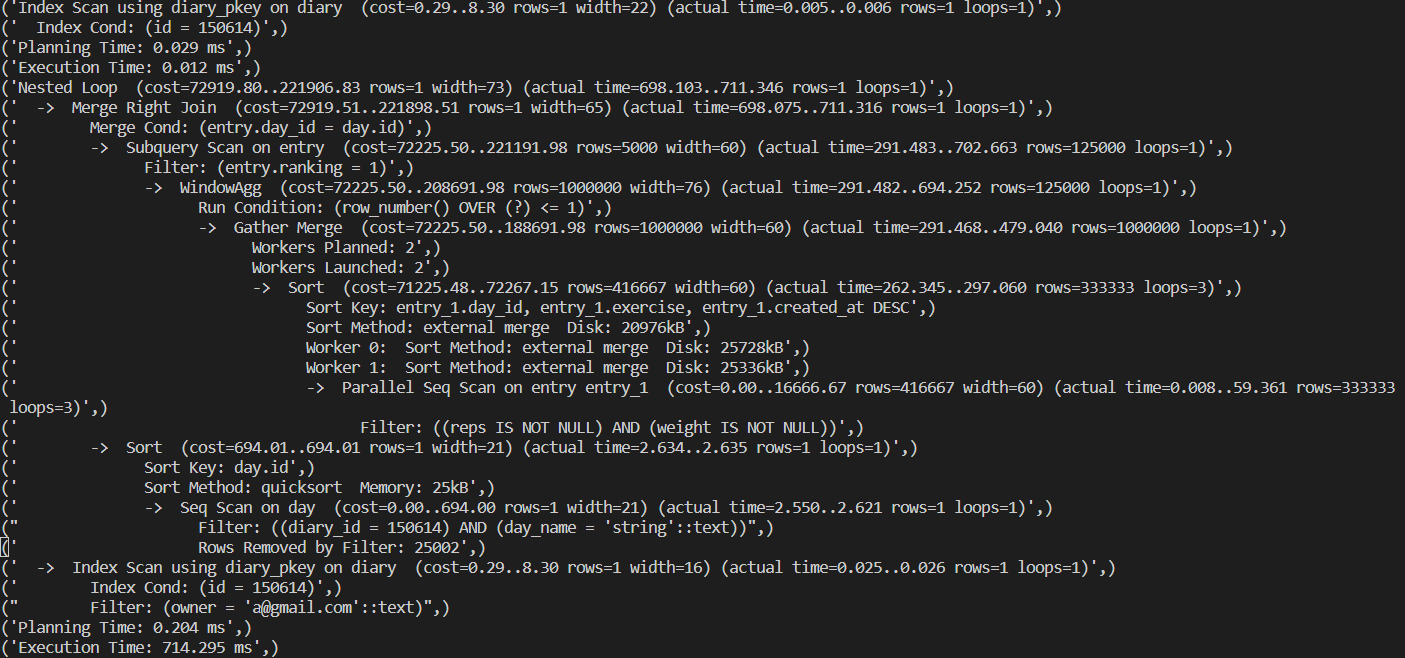 ('Index Scan using diary_pkey on diary  (cost=0.29..8.30 rows=1 width=22) (actual time=0.005..0.006 rows=1 loops=1)',)
('  Index Cond: (id = 150614)',)
('Planning Time: 0.029 ms',)
('Execution Time: 0.012 ms',)
('Nested Loop  (cost=72919.80..221906.83 rows=1 width=73) (actual time=698.103..711.346 rows=1 loops=1)',)
('  ->  Merge Right Join  (cost=72919.51..221898.51 rows=1 width=65) (actual time=698.075..711.316 rows=1 loops=1)',)
('        Merge Cond: (entry.day_id = day.id)',)
('        ->  Subquery Scan on entry  (cost=72225.50..221191.98 rows=5000 width=60) (actual time=291.483..702.663 rows=125000 loops=1)',)
('              Filter: (entry.ranking = 1)',)
('              ->  WindowAgg  (cost=72225.50..208691.98 rows=1000000 width=76) (actual time=291.482..694.252 rows=125000 loops=1)',)
('                    Run Condition: (row_number() OVER (?) <= 1)',)
('                    ->  Gather Merge  (cost=72225.50..188691.98 rows=1000000 width=60) (actual time=291.468..479.040 rows=1000000 loops=1)',)
('                          Workers Planned: 2',)
('                          Workers Launched: 2',)
('                          ->  Sort  (cost=71225.48..72267.15 rows=416667 width=60) (actual time=262.345..297.060 rows=333333 loops=3)',)
('                                Sort Key: entry_1.day_id, entry_1.exercise, entry_1.created_at DESC',)
('                                Sort Method: external merge  Disk: 20976kB',)
('                                Worker 0:  Sort Method: external merge  Disk: 25728kB',)
('                                Worker 1:  Sort Method: external merge  Disk: 25336kB',)
('                                ->  Parallel Seq Scan on entry entry_1  (cost=0.00..16666.67 rows=416667 width=60) (actual time=0.008..59.361 rows=333333
 loops=3)',)
('                                      Filter: ((reps IS NOT NULL) AND (weight IS NOT NULL))',)
('        ->  Sort  (cost=694.01..694.01 rows=1 width=21) (actual time=2.634..2.635 rows=1 loops=1)',)
('              Sort Key: day.id',)
('              Sort Method: quicksort  Memory: 25kB',)
('              ->  Seq Scan on day  (cost=0.00..694.00 rows=1 width=21) (actual time=2.550..2.621 rows=1 loops=1)',)
("                    Filter: ((diary_id = 150614) AND (day_name = 'string'::text))",)
('                    Rows Removed by Filter: 25002',)
('  ->  Index Scan using diary_pkey on diary  (cost=0.29..8.30 rows=1 width=16) (actual time=0.025..0.026 rows=1 loops=1)',)
('        Index Cond: (id = 150614)',)
("        Filter: (owner = 'a@gmail.com'::text)",)
('Planning Time: 0.204 ms',)
('Execution Time: 714.295 ms',)